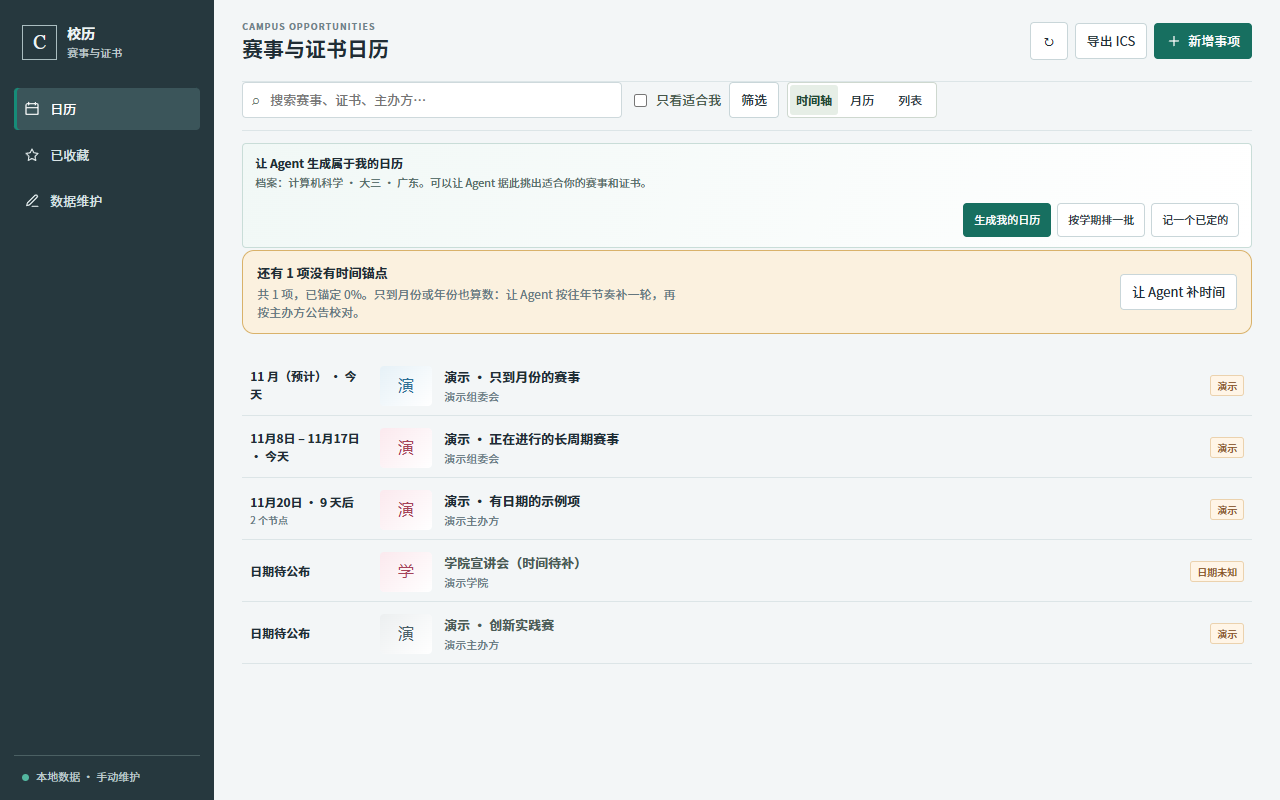 C
校历
赛事与证书
日历
已收藏
数据维护
本地数据 · 手动维护
CAMPUS OPPORTUNITIES
赛事与证书日历
↻
导出 ICS
＋ 新增事项
⌕ 搜索赛事、证书、主办方…
只看适合我
筛选
时间轴
月历
列表
让 Agent 生成属于我的日历
档案：计算机科学 · 大三 · 广东。可以让 Agent 据此挑出适合你的赛事和证书。
生成我的日历
按学期排一批
记一个已定的
还有 1 项没有时间锚点
共 1 项，已锚定 0%。只到月份或年份也算数：让 Agent 按往年节奏补一轮，再
按主办方公告校对。
让 Agent 补时间
11 月（预计） · 今
天
演
演示 · 只到月份的赛事
演示组委会
演示
11月8日 – 11月17日
· 今天
演
演示 · 正在进行的长周期赛事
演示组委会
演示
11月20日 · 9 天后
2 个节点
演
演示 · 有日期的示例项
演示主办方
演示
日期待公布
学
学院宣讲会（时间待补）
演示学院
日期未知
日期待公布
演
演示 · 创新实践赛
演示主办方
演示